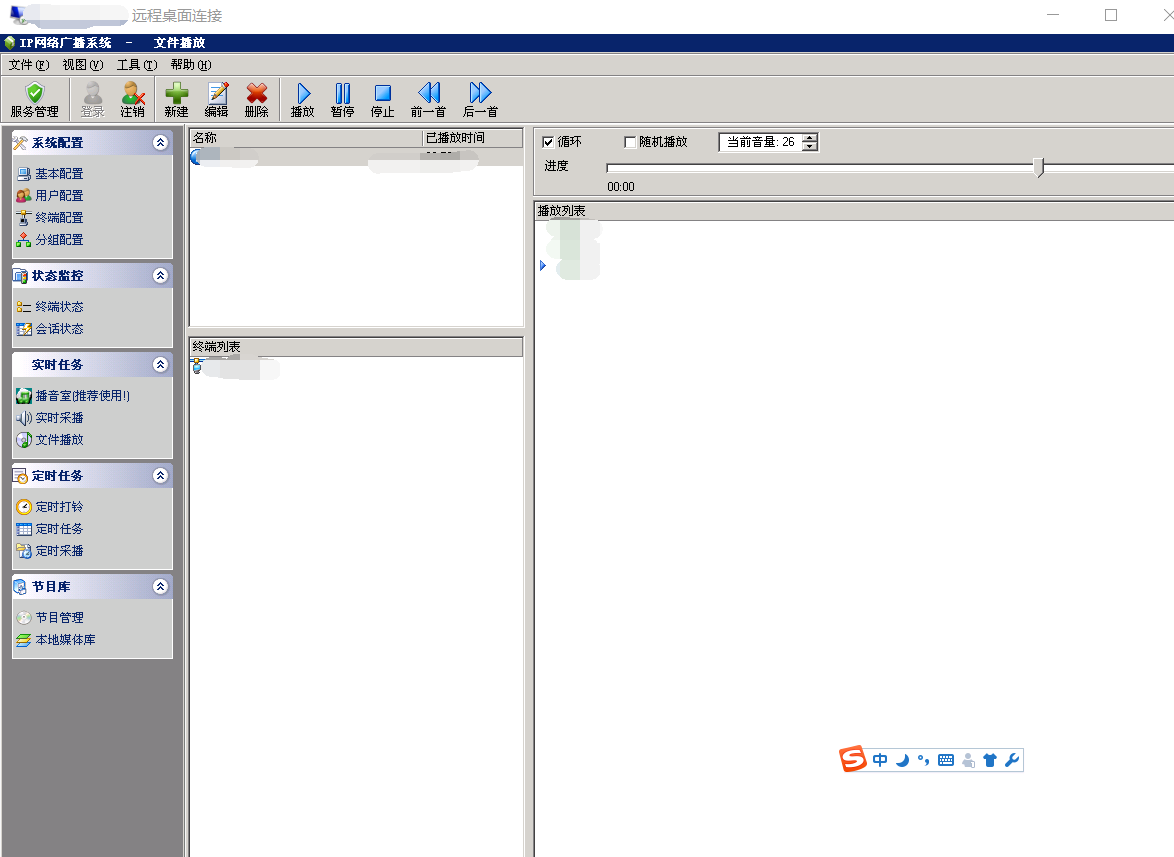 远程桌面连接
IP网络广播系统 - 文件播放
文件(F) 视图(V) 工具(T) 帮助(H)
服务管理 登录 注销 新建 编辑 删除 播放 暂停 停止 前一首 后一首
系统配置
基本配置
用户配置
终端配置
分组配置
状态监控
终端状态
会话状态
实时任务
播音室(推荐使用!)
实时采播
文件播放
定时任务
定时打铃
定时任务
定时采播
节目库
节目管理
本地媒体库
名称 已播放时间
终端列表
循环 随机播放 当前音量: 26
进度
00:00
播放列表
中